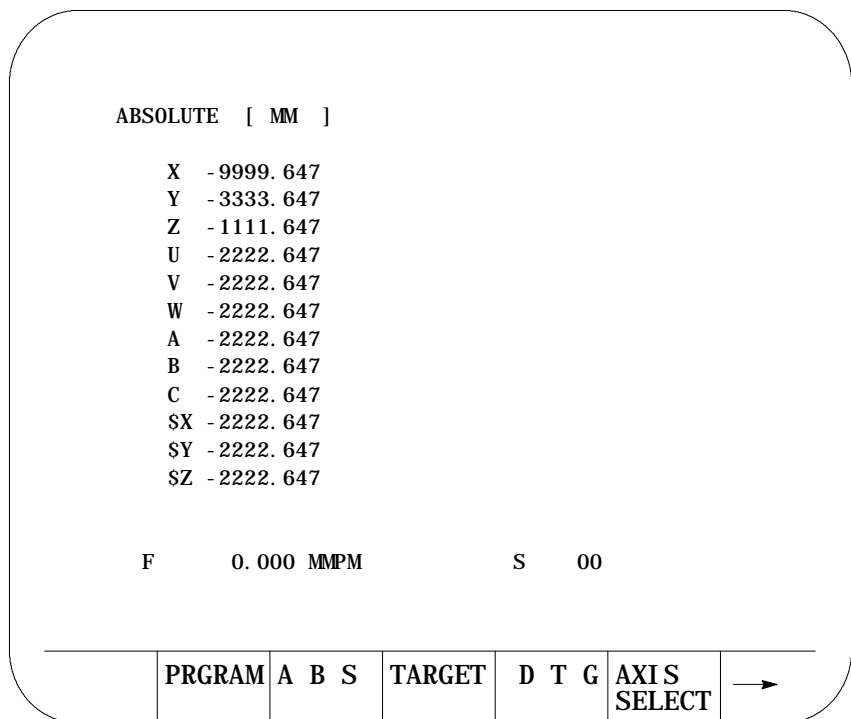 ABSOLUTE [ MM ]
X -9999.647
Y -3333.647
Z -1111.647
U -2222.647
V -2222.647
W -2222.647
A -2222.647
B -2222.647
C -2222.647
$X -2222.647
$Y -2222.647
$Z -2222.647
F 0.000 MMPM S 00
PRGRAM A B S TARGET D T G AXIS
SELECT